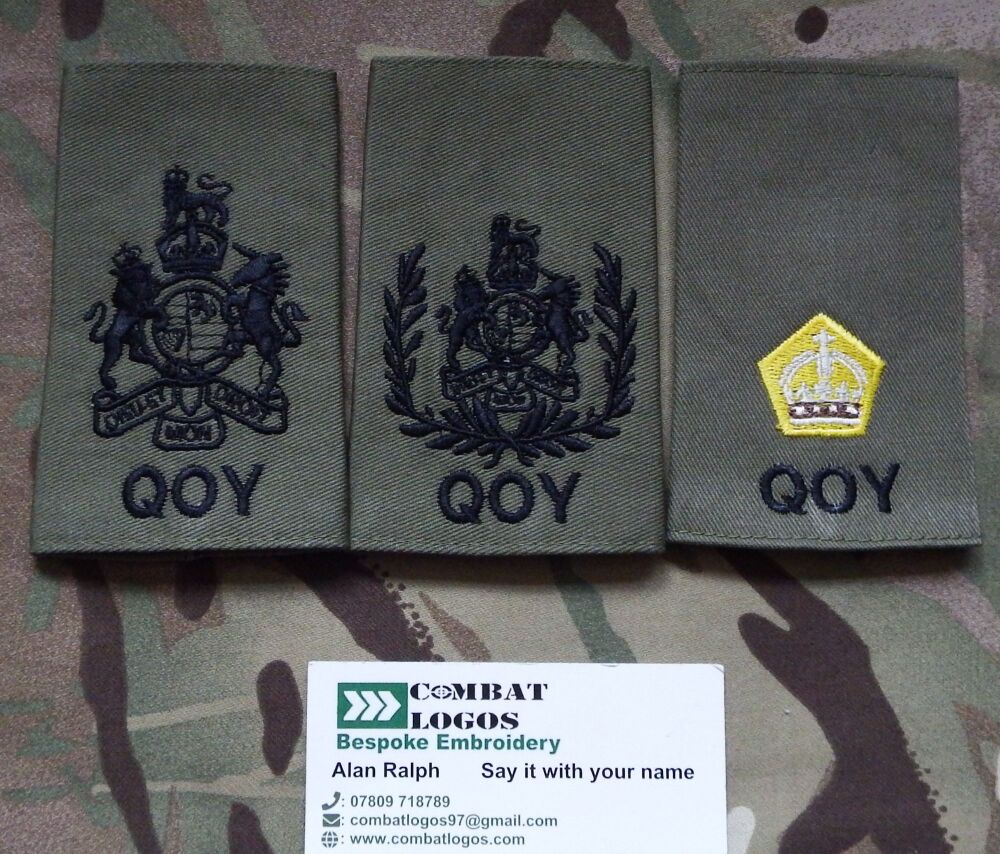 QOY
QOY
QOY
COMBAT
LOGOS
Bespoke Embroidery
Alan Ralph Say it with your name
: 07809 718789
: combatlogos97@gmail.com
: www.combatlogos.com